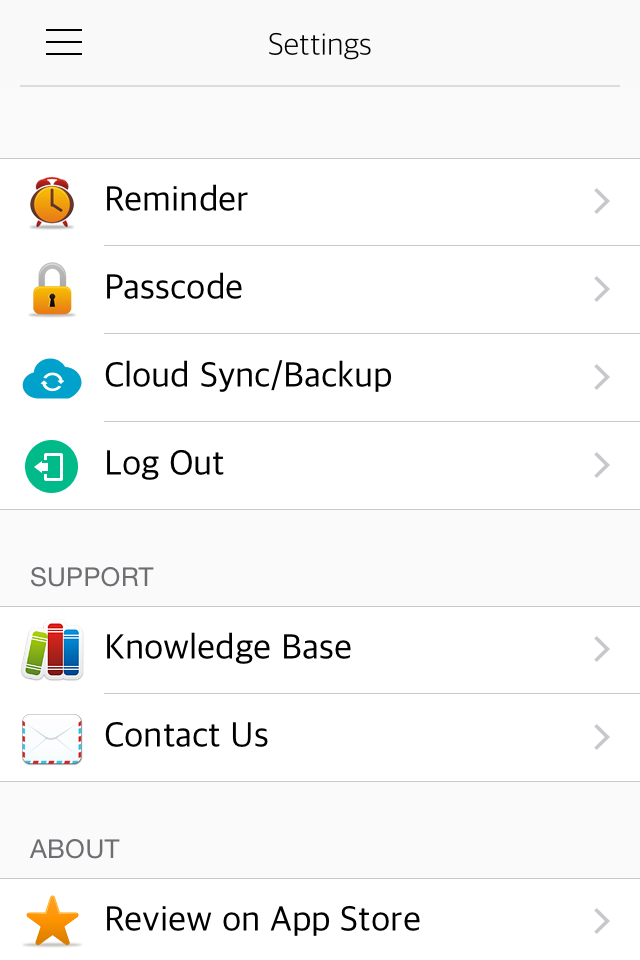 Settings
Reminder
Passcode
Cloud Sync/Backup
Log Out
SUPPORT
Knowledge Base
Contact Us
ABOUT
Review on App Store